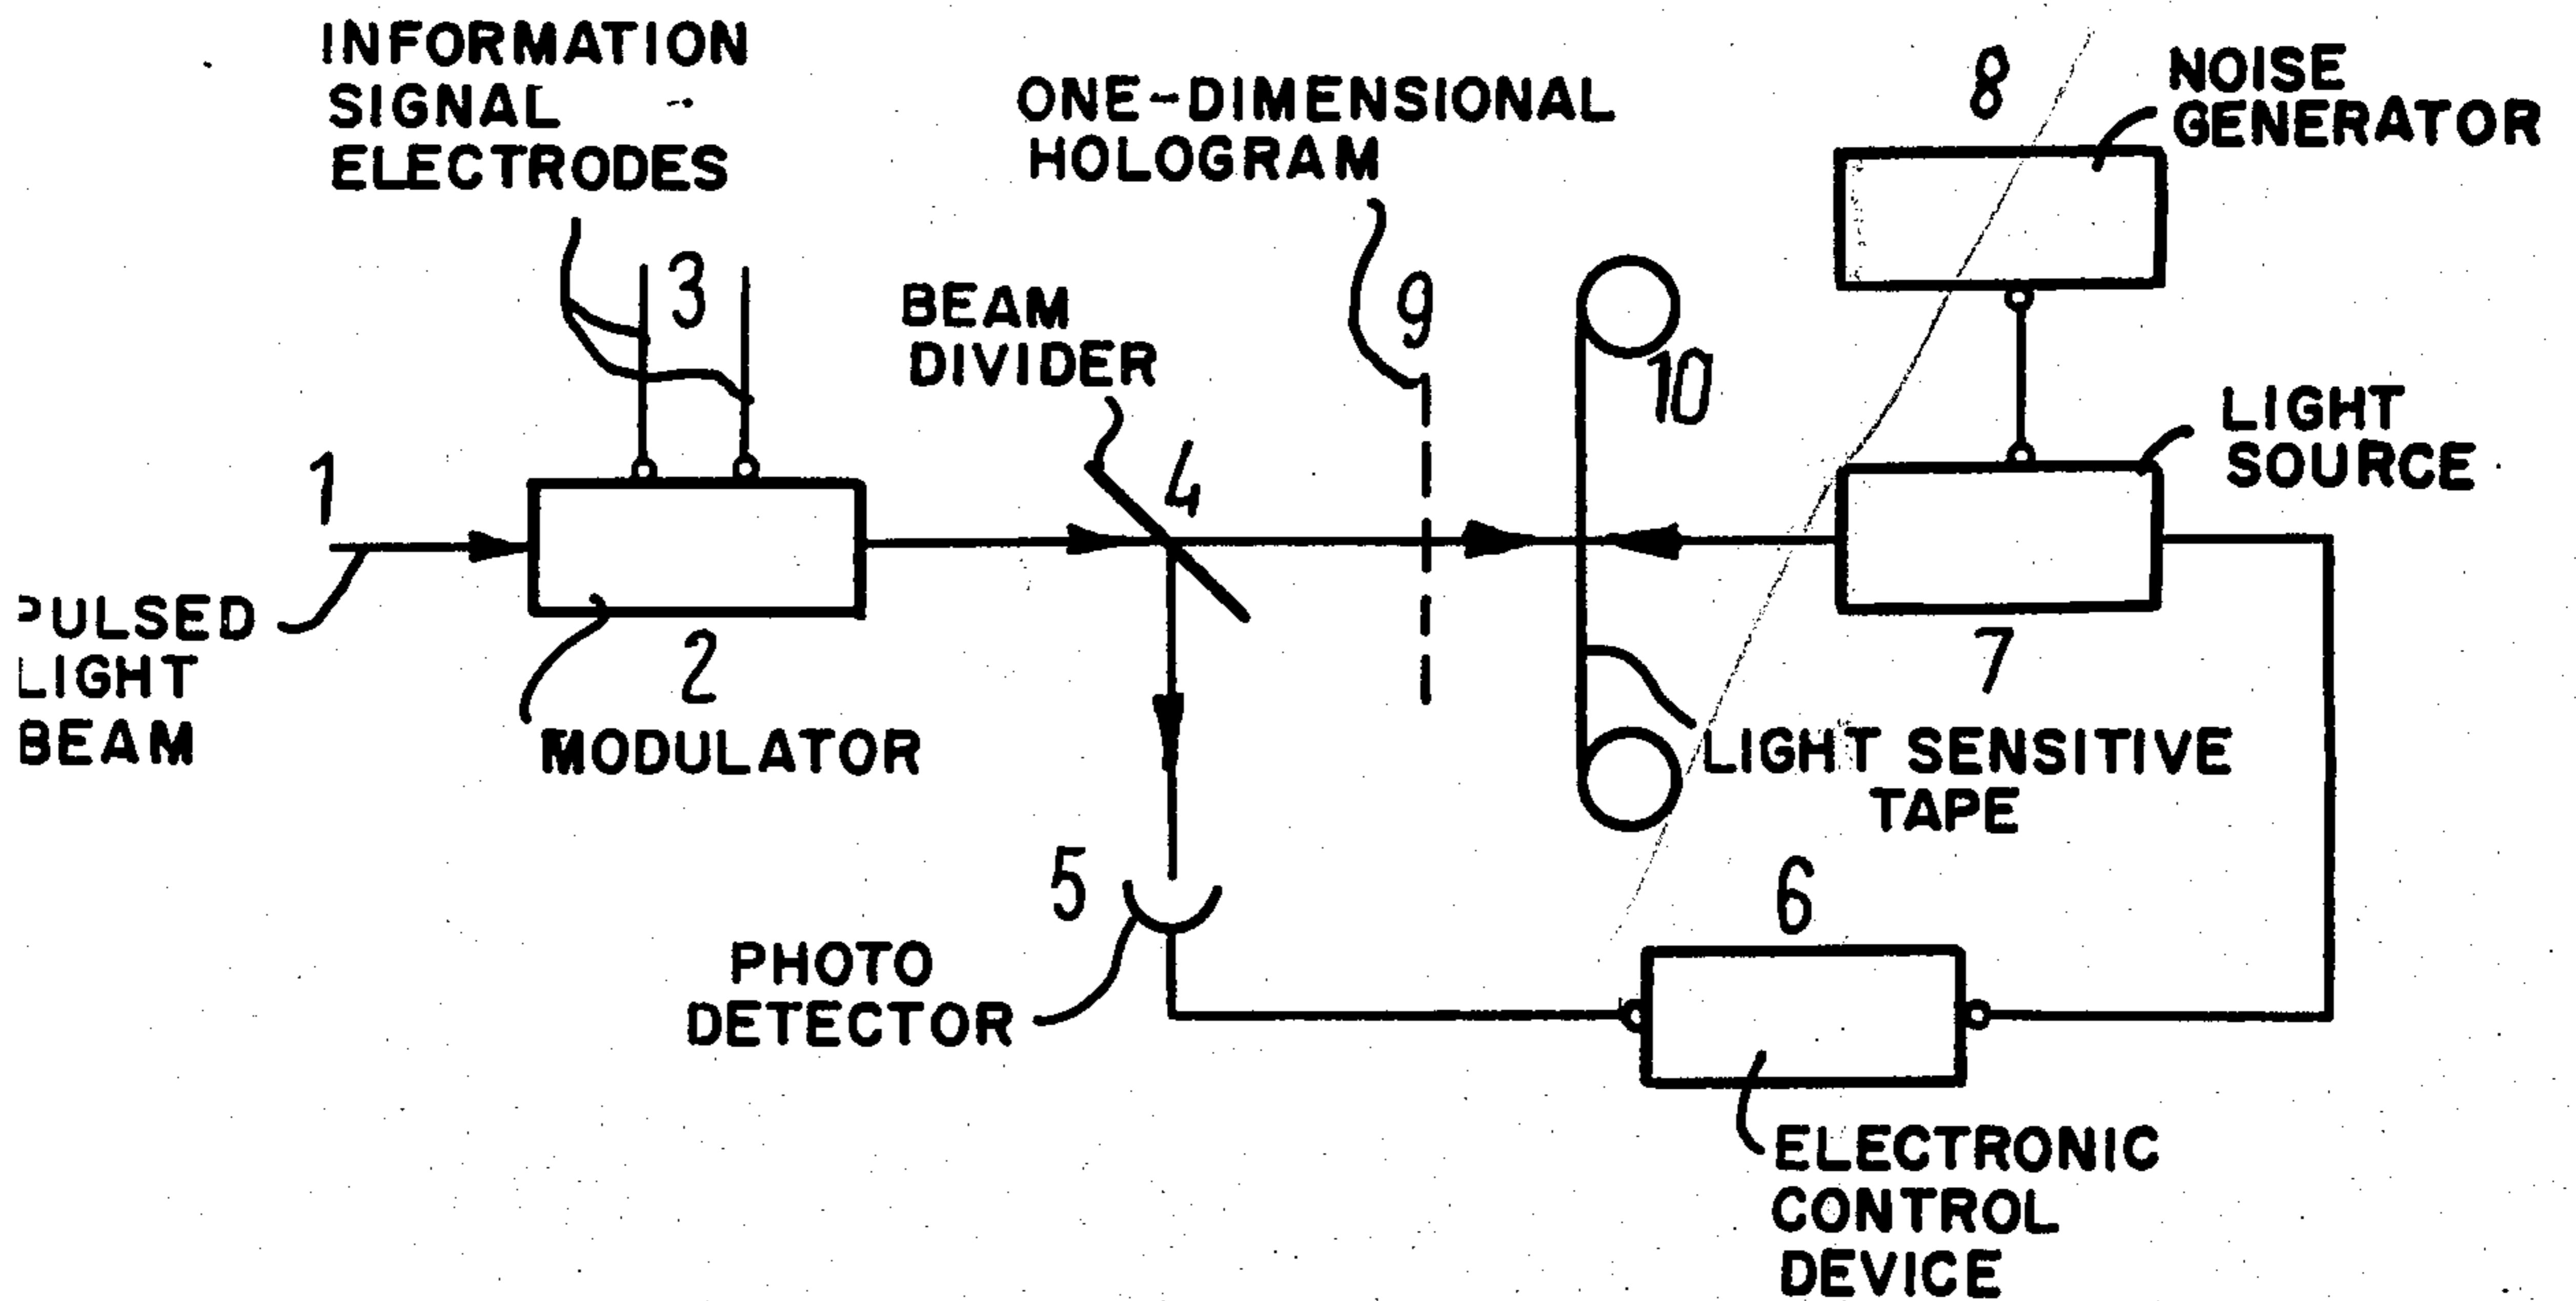 INFORMATION
SIGNAL
ELECTRODES
3
ONE-DIMENSIONAL
HOLOGRAM
9
8
NOISE
GENERATOR
BEAM
DIVIDER
4
10
LIGHT
SOURCE
7
1
PULSED
LIGHT
BEAM
2
MODULATOR
LIGHT SENSITIVE
TAPE
5
PHOTO
DETECTOR
6
ELECTRONIC
CONTROL
DEVICE